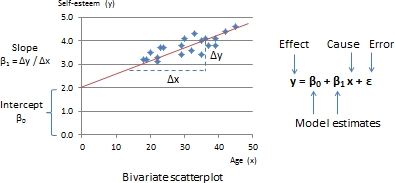 Self-esteem (y)
5.0
4.0
3.0
2.0
1.0
0.0
0
10
20
30
40
50
Age (x)
Slope
β₁ = Δy / Δx
Intercept
β₀
Δx
Δy
Bivariate scatterplot
Effect Cause Error
y = β₀ + β₁ x + ε
Model estimates